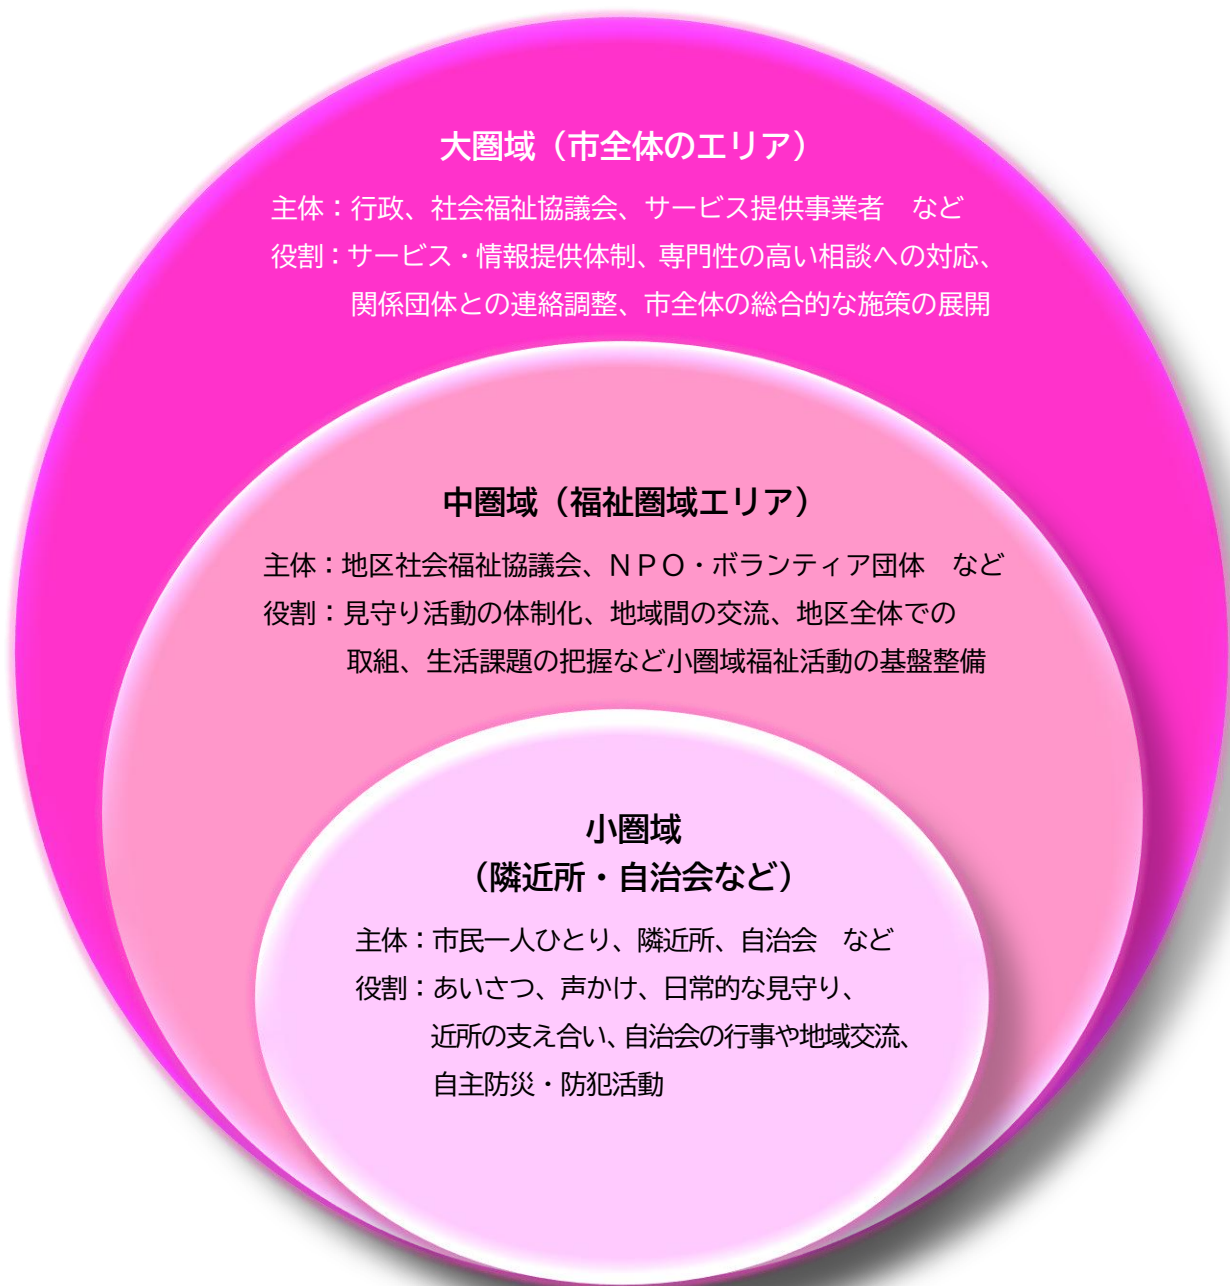 大圏域（市全体のエリア）
主体：行政、社会福祉協議会、サービス提供事業者　など
役割：サービス・情報提供体制、専門性の高い相談への対応、
関係団体との連絡調整、市全体の総合的な施策の展開
中圏域（福祉圏域エリア）
主体：地区社会福祉協議会、ＮＰＯ・ボランティア団体　など
役割：見守り活動の体制化、地域間の交流、地区全体での
取組、生活課題の把握など小圏域福祉活動の基盤整備
小圏域
（隣近所・自治会など）
主体：市民一人ひとり、隣近所、自治会　など
役割：あいさつ、声かけ、日常的な見守り、
近所の支え合い、自治会の行事や地域交流、
自主防災・防犯活動